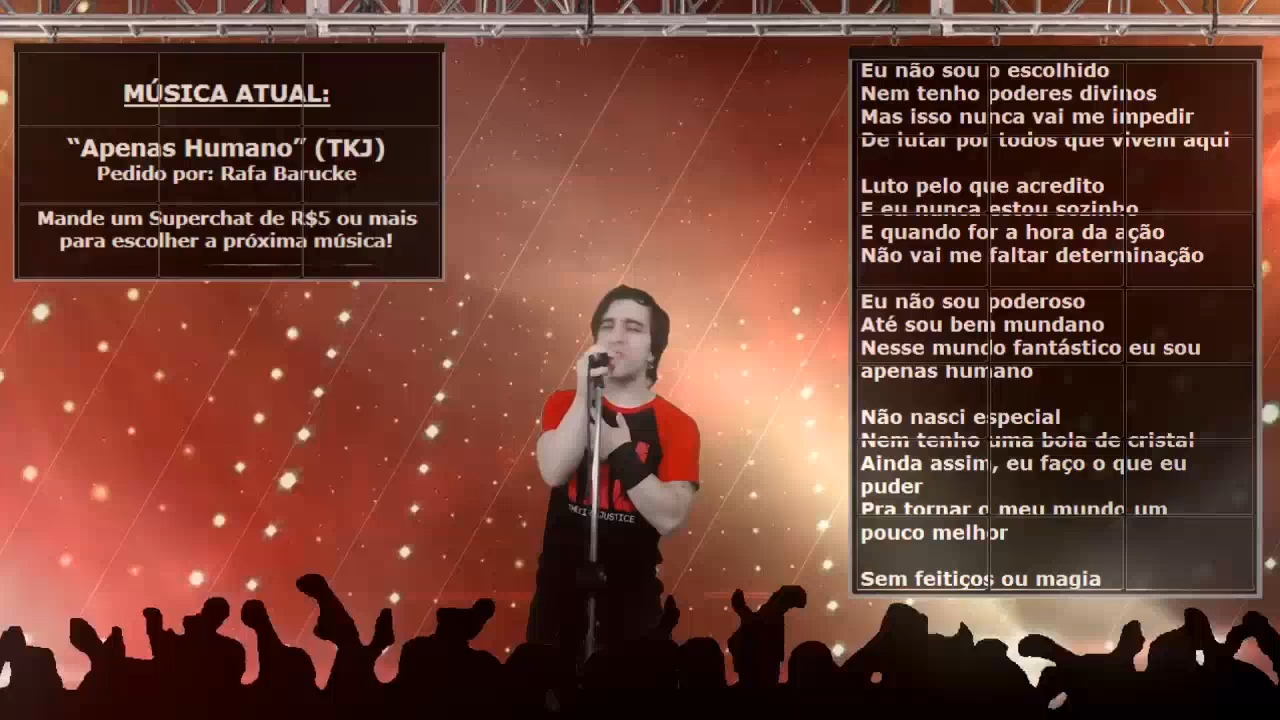 MÚSICA ATUAL:
“Apenas Humano” (TKJ)
Pedido por: Rafa Barucke
Mande um Superchat de R$5 ou mais
para escolher a próxima música!
Eu não sou o escolhido
Nem tenho poderes divinos
Mas isso nunca vai me impedir
De lutar por todos que vivem aqui
Luto pelo que acredito
E eu nunca estou sozinho
E quando for a hora da ação
Não vai me faltar determinação
Eu não sou poderoso
Até sou bem mundano
Nesse mundo fantástico eu sou
apenas humano
Não nasci especial
Nem tenho uma bola de cristal
Ainda assim, eu faço o que eu
puder
Pra tornar o meu mundo um
pouco melhor
Sem feitiços ou magia
JUSTICE